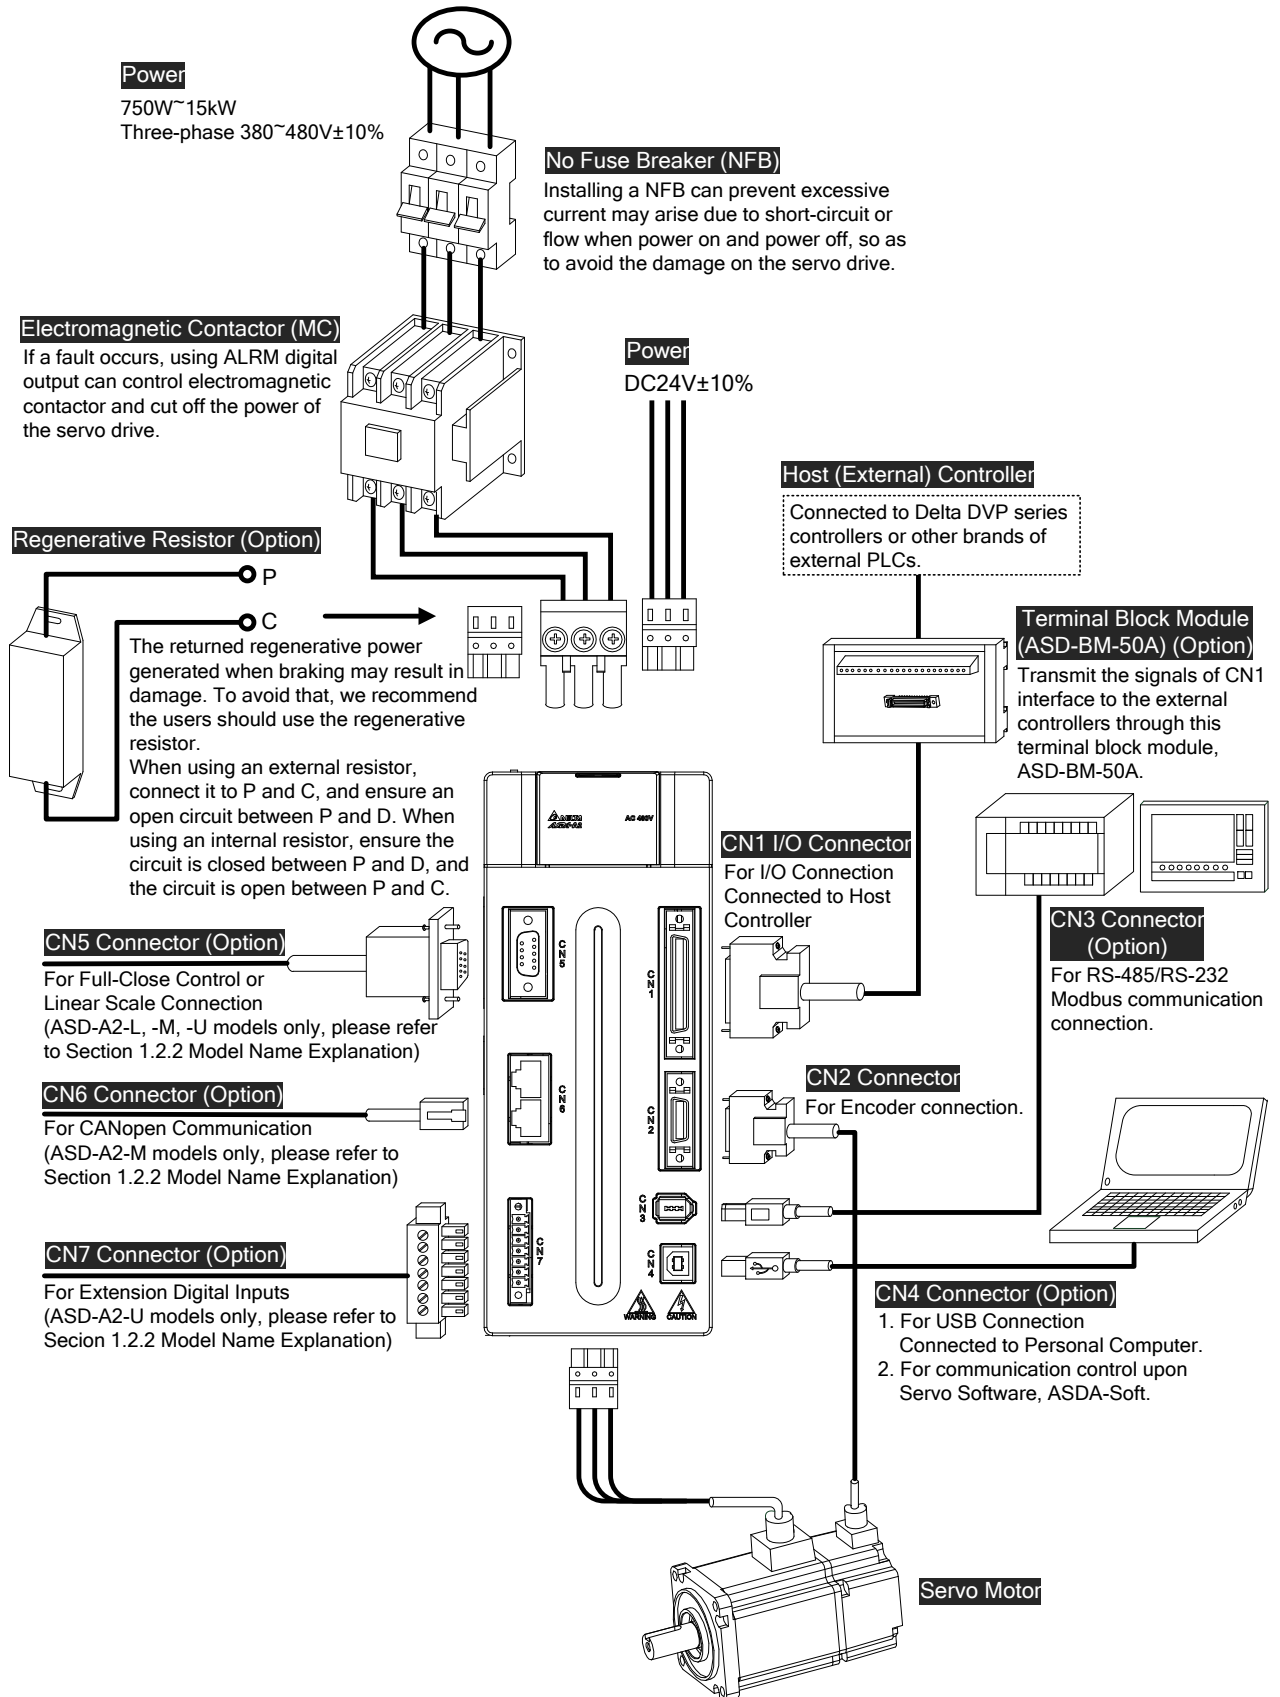 Power
750W~15kW
Three-phase 380~480V±10%
No Fuse Breaker (NFB)
Installing a NFB can prevent excessive
current may arise due to short-circuit or
flow when power on and power off, so as
to avoid the damage on the servo drive.
Electromagnetic Contactor (MC)
If a fault occurs, using ALRM digital
output can control electromagnetic
contactor and cut off the power of
the servo drive.
Power
DC24V±10%
Host (External) Controller
Connected to Delta DVP series
controllers or other brands of
external PLCs.
Regenerative Resistor (Option)
P
C
The returned regenerative power
generated when braking may result in
damage. To avoid that, we recommend
the users should use the regenerative
resistor.
When using an external resistor,
connect it to P and C, and ensure an
open circuit between P and D. When
using an internal resistor, ensure the
circuit is closed between P and D, and
the circuit is open between P and C.
Terminal Block Module
(ASD-BM-50A) (Option)
Transmit the signals of CN1
interface to the external
controllers through this
terminal block module,
ASD-BM-50A.
DELTA
ASDA-A2
AC 400V
CN1 I/O Connector
For I/O Connection
Connected to Host
Controller
CN3 Connector
(Option)
For RS-485/RS-232
Modbus communication
connection.
CN5 Connector (Option)
For Full-Close Control or
Linear Scale Connection
(ASD-A2-L, -M, -U models only, please refer
to Section 1.2.2 Model Name Explanation)
CN5
CN1
CN6 Connector (Option)
For CANopen Communication
(ASD-A2-M models only, please refer to
Section 1.2.2 Model Name Explanation)
CN6
CN2
CN2 Connector
For Encoder connection.
CN3
CN7 Connector (Option)
For Extension Digital Inputs
(ASD-A2-U models only, please refer to
Secion 1.2.2 Model Name Explanation)
CN7
CN4
WARNING
CAUTION
CN4 Connector (Option)
1. For USB Connection
Connected to Personal Computer.
2. For communication control upon
Servo Software, ASDA-Soft.
Servo Motor